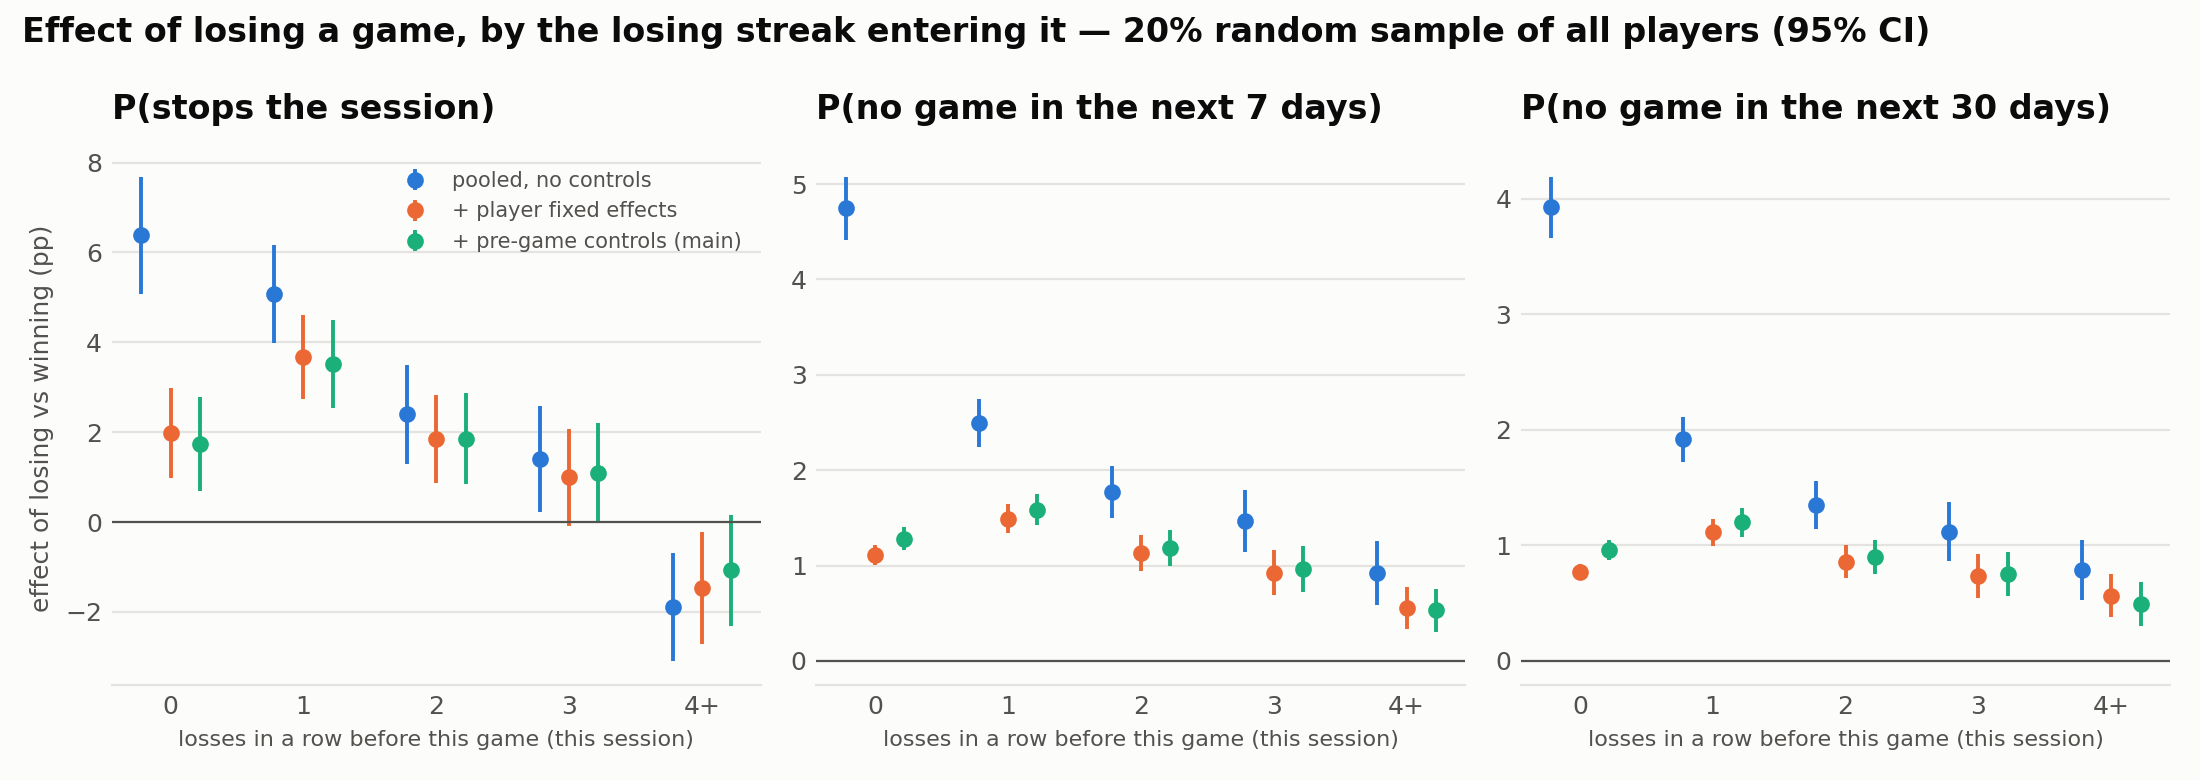 Effect of losing a game, by the losing streak entering it — 20% random sample of all players (95% CI)
P(stops the session)
effect of losing vs winning (pp)
8
6
4
2
0
−2
pooled, no controls
+ player fixed effects
+ pre-game controls (main)
0 1 2 3 4+
losses in a row before this game (this session)
P(no game in the next 7 days)
5
4
3
2
1
0
0 1 2 3 4+
losses in a row before this game (this session)
P(no game in the next 30 days)
4
3
2
1
0
0 1 2 3 4+
losses in a row before this game (this session)